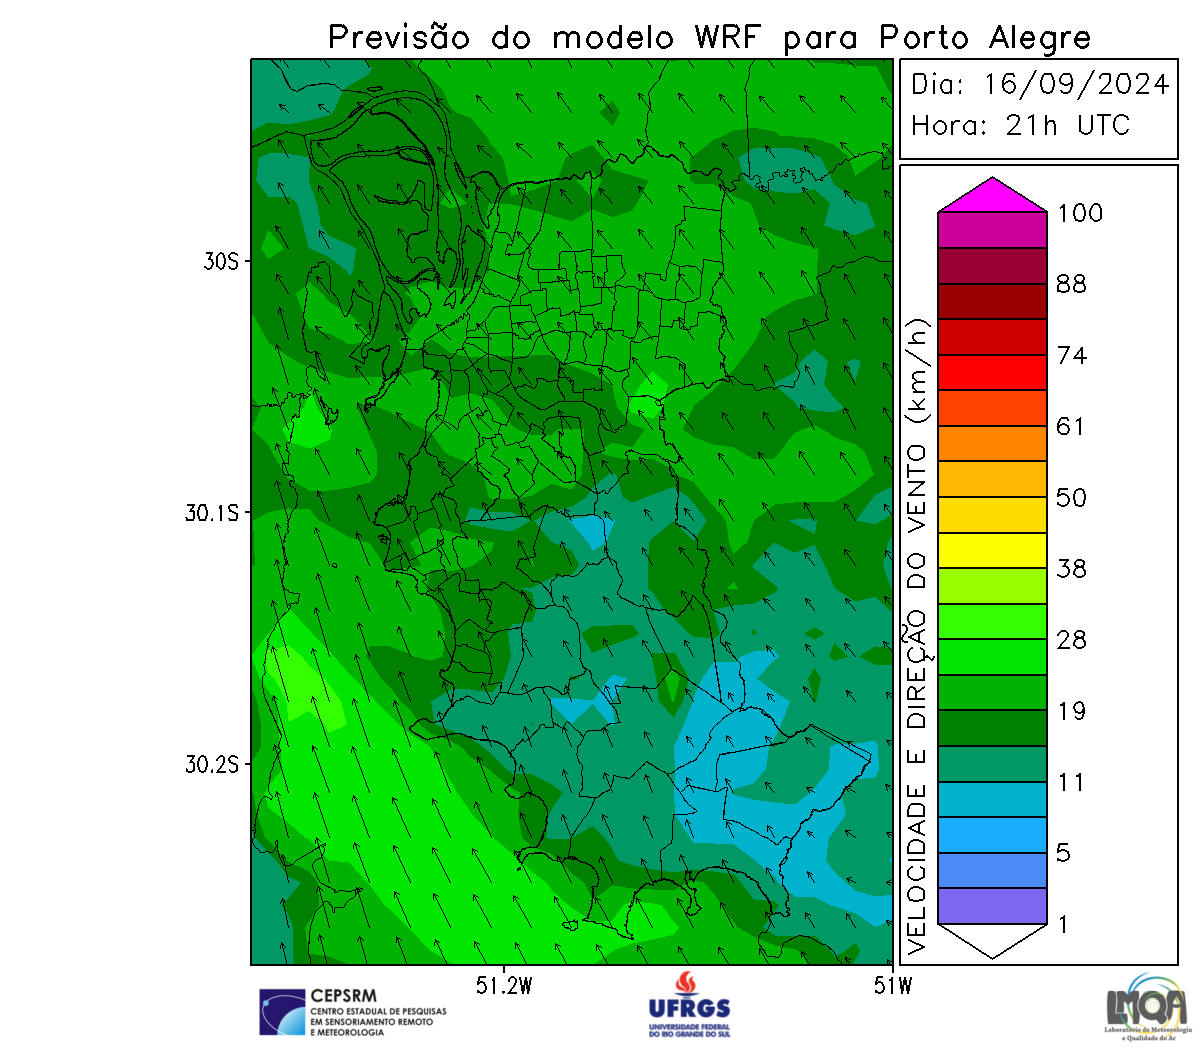 Previsão do modelo WRF para Porto Alegre
Dia: 16/09/2024
Hora: 21h UTC
30S
30.1S
30.2S
51.2W
51W
VELOCIDADE E DIREÇÃO DO VENTO (km/h)
100
88
74
61
50
38
28
19
11
5
1
CEPSRM
CENTRO ESTADUAL DE PESQUISAS
EM SENSORIAMENTO REMOTO
E METEOROLOGIA
UFRGS
UNIVERSIDADE FEDERAL
DO RIO GRANDE DO SUL
LMQA
Laboratório de Meteorologia
e Qualidade do Ar